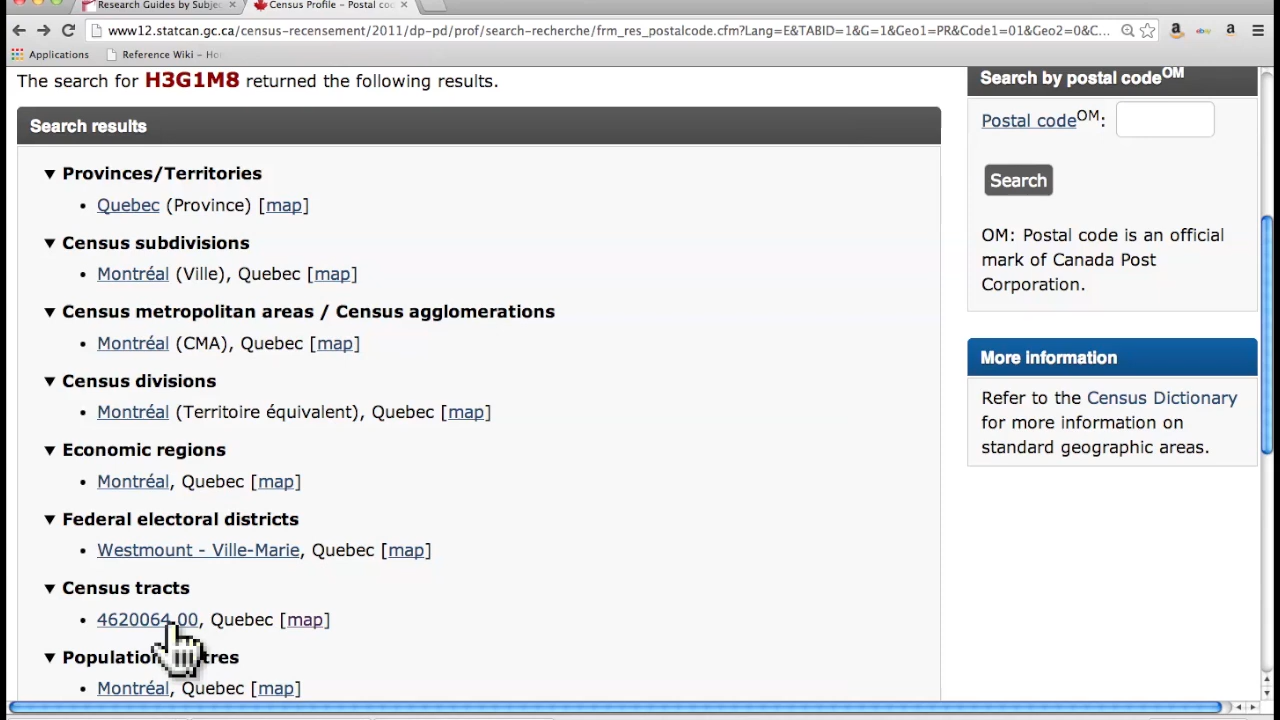 Research Guides by Subjec
Census Profile – Postal co
www12.statcan.gc.ca/census-recensement/2011/dp-pd/prof/search-recherche/frm_res_postalcode.cfm?Lang=E&TABID=1&G=1&Geo1=PR&Code1=01&Geo2=0&C...
Applications
Reference Wiki – Ho
The search for H3G1M8 returned the following results.
Search results
▼ Provinces/Territories
• Quebec (Province) [map]
▼ Census subdivisions
• Montréal (Ville), Quebec [map]
▼ Census metropolitan areas / Census agglomerations
• Montréal (CMA), Quebec [map]
▼ Census divisions
• Montréal (Territoire équivalent), Quebec [map]
▼ Economic regions
• Montréal, Quebec [map]
▼ Federal electoral districts
• Westmount - Ville-Marie, Quebec [map]
▼ Census tracts
• 4620064.00, Quebec [map]
▼ Population tres
• Montréal, Quebec [map]
Search by postal codeOM
Postal codeOM:
Search
OM: Postal code is an official
mark of Canada Post
Corporation.
More information
Refer to the Census Dictionary
for more information on
standard geographic areas.